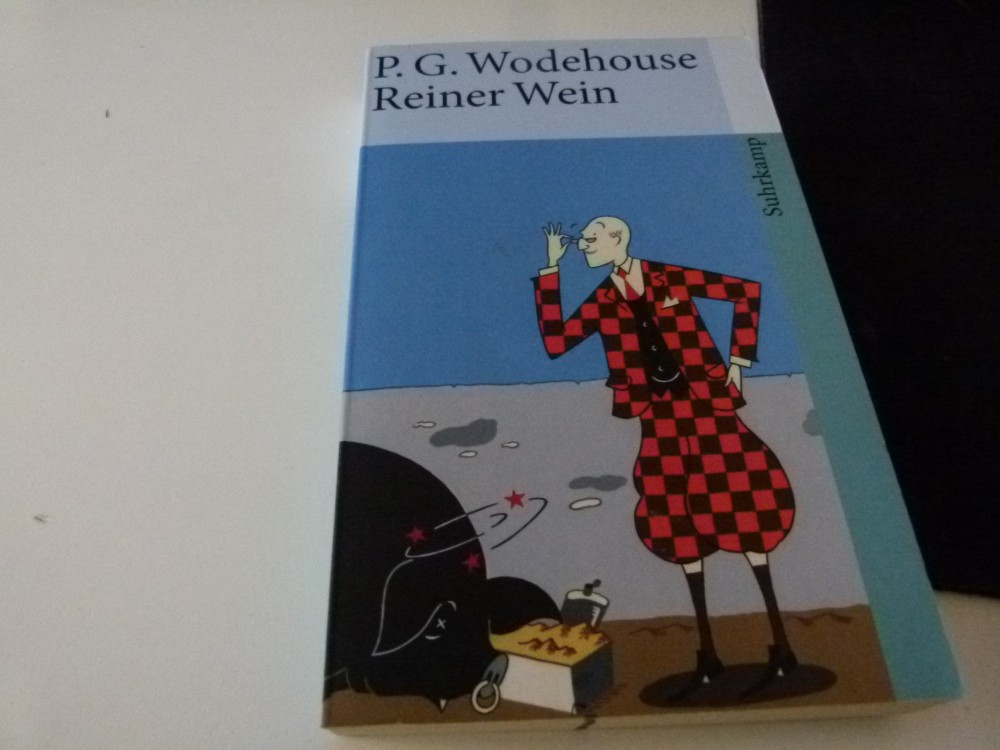 P. G. Wodehouse
Reiner Wein
Suhrkamp